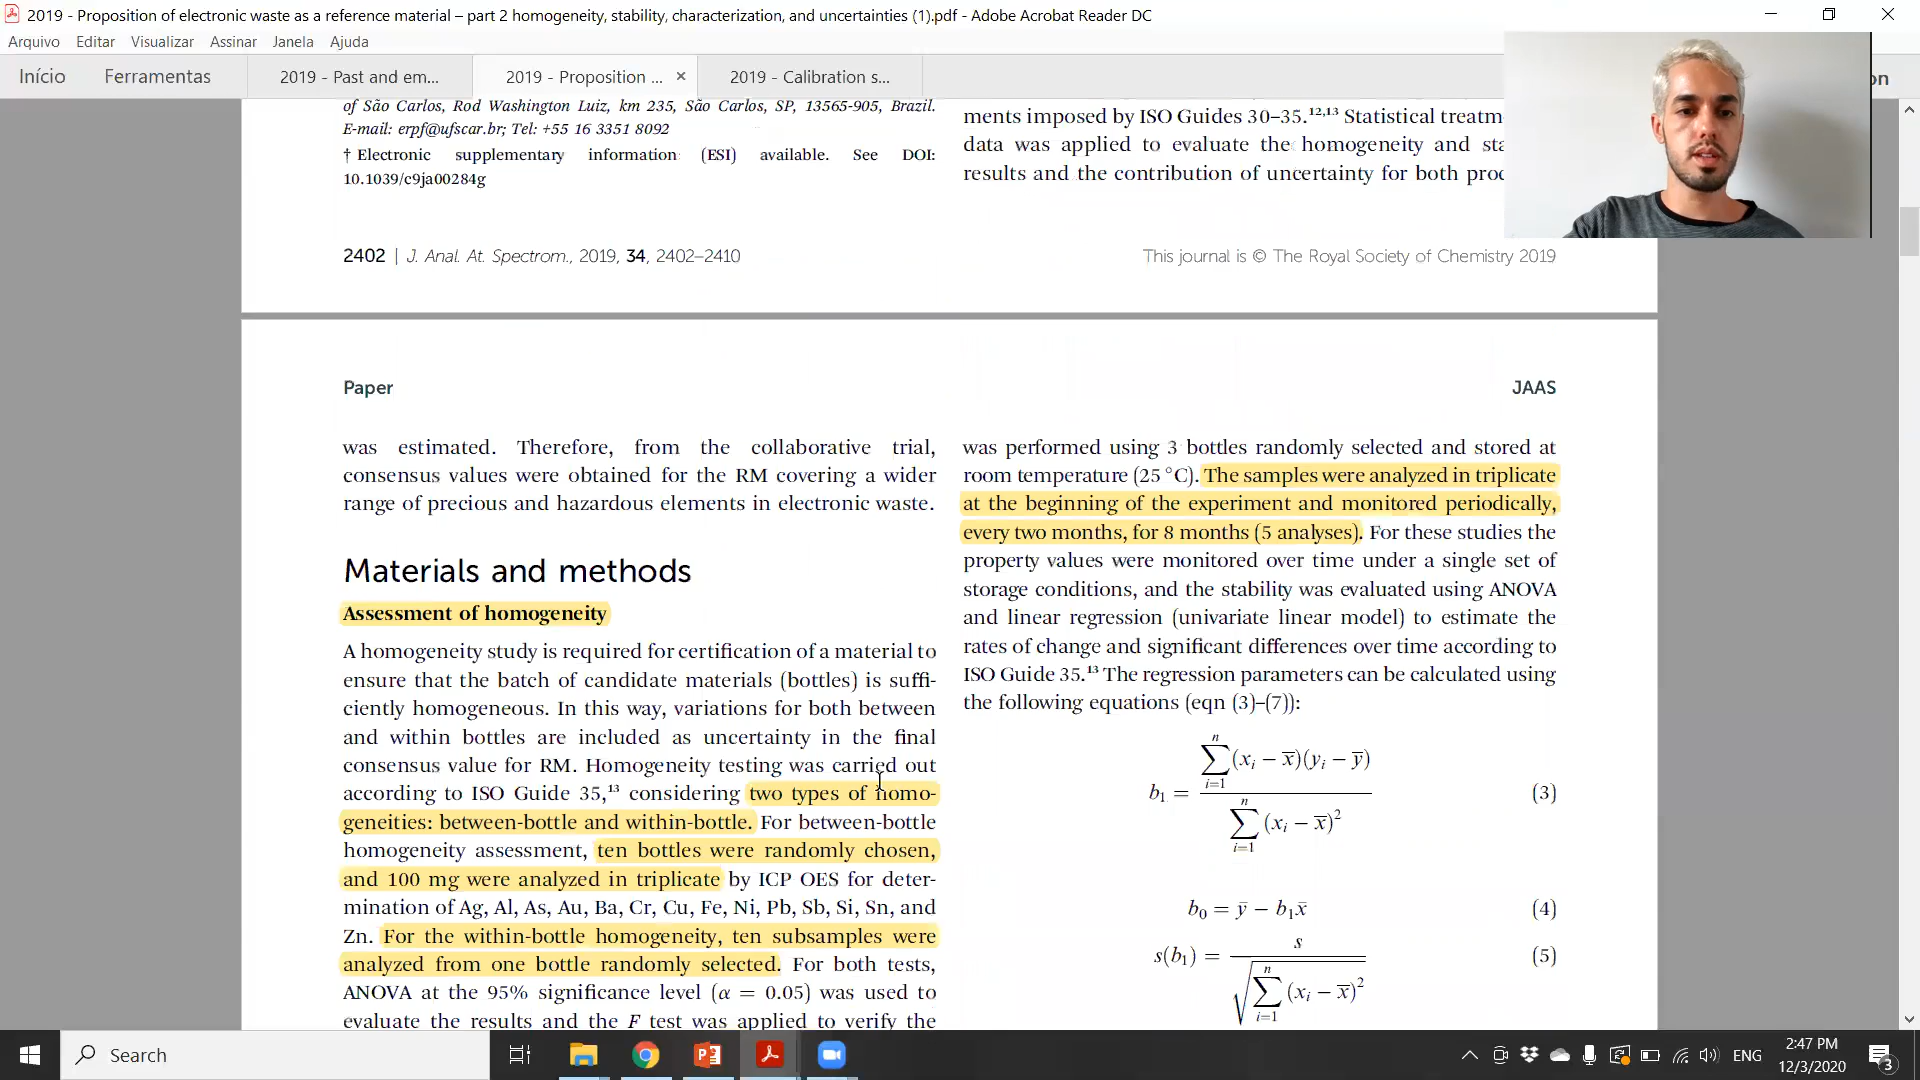 2019 - Proposition of electronic waste as a reference material – part 2 homogeneity, stability, characterization, and uncertainties (1).pdf - Adobe Acrobat Reader DC
Arquivo Editar Visualizar Assinar Janela Ajuda
Início Ferramentas 2019 - Past and em... 2019 - Proposition ... × 2019 - Calibration s... on
of São Carlos, Rod Washington Luiz, km 235, São Carlos, SP, 13565-905, Brazil.
E-mail: erpf@ufscar.br; Tel: +55 16 3351 8092
† Electronic supplementary information (ESI) available. See DOI:
10.1039/c9ja00284g
ments imposed by ISO Guides 30–35.12,13 Statistical treatm
data was applied to evaluate the homogeneity and sta
results and the contribution of uncertainty for both proc
2402 | J. Anal. At. Spectrom., 2019, 34, 2402–2410
This journal is © The Royal Society of Chemistry 2019
Paper
JAAS
was estimated. Therefore, from the collaborative trial,
consensus values were obtained for the RM covering a wider
range of precious and hazardous elements in electronic waste.
Materials and methods
Assessment of homogeneity
A homogeneity study is required for certification of a material to
ensure that the batch of candidate materials (bottles) is suffi-
ciently homogeneous. In this way, variations for both between
and within bottles are included as uncertainty in the final
consensus value for RM. Homogeneity testing was carried out
according to ISO Guide 35,13 considering two types of homo-
geneities: between-bottle and within-bottle. For between-bottle
homogeneity assessment, ten bottles were randomly chosen,
and 100 mg were analyzed in triplicate by ICP OES for deter-
mination of Ag, Al, As, Au, Ba, Cr, Cu, Fe, Ni, Pb, Sb, Si, Sn, and
Zn. For the within-bottle homogeneity, ten subsamples were
analyzed from one bottle randomly selected. For both tests,
ANOVA at the 95% significance level (α = 0.05) was used to
evaluate the results and the F test was applied to verify the
was performed using 3 bottles randomly selected and stored at
room temperature (25 °C). The samples were analyzed in triplicate
at the beginning of the experiment and monitored periodically,
every two months, for 8 months (5 analyses). For these studies the
property values were monitored over time under a single set of
storage conditions, and the stability was evaluated using ANOVA
and linear regression (univariate linear model) to estimate the
rates of change and significant differences over time according to
ISO Guide 35.13 The regression parameters can be calculated using
the following equations (eqn (3)–(7)):
b1 = ∑(i=1..n) (xi − x̅)(yi − y̅) / ∑(i=1..n) (xi − x̅)² (3)
b0 = y̅ − b1x̅ (4)
s(b1) = s / √∑(i=1..n) (xi − x̅)² (5)
Search
ENG
2:47 PM
12/3/2020
3